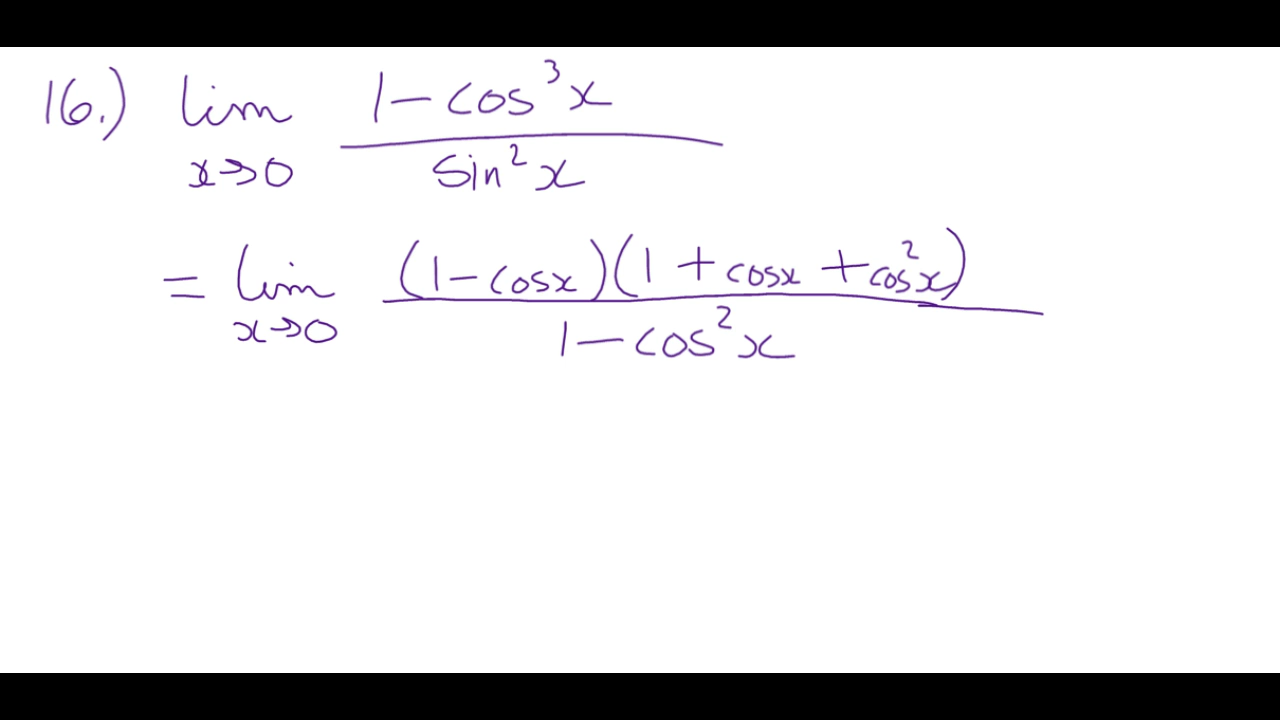 16.) lim x→0 (1 - cos³x) / (sin²x)
= lim x→0 ((1 - cosx)(1 + cosx + cos²x)) / (1 - cos²x)